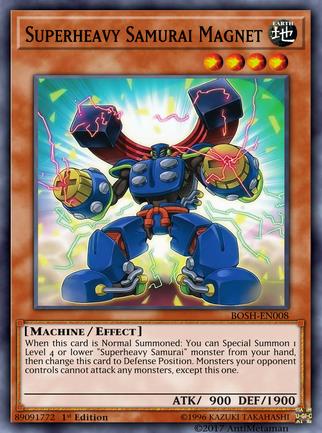 Superheavy Samurai Magnet
EARTH
地
BOSH-EN008
[Machine / Effect]
When this card is Normal Summoned: You can Special Summon 1
Level 4 or lower "Superheavy Samurai" monster from your hand,
then change this card to Defense Position. Monsters your opponent
controls cannot attack any monsters, except this one.
ATK/ 900 DEF/1900
89091772 1st Edition ©1996 KAZUKI TAKAHASHI
©2017 AntiMetaman